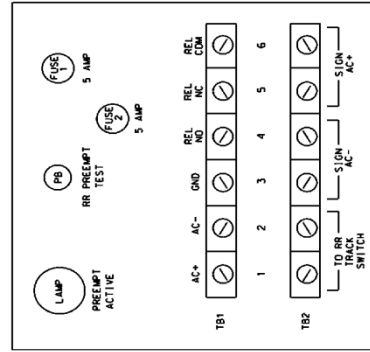 LAMP
PREEMPT
ACTIVE
PB
RR PREEMPT
TEST
FUSE
1
5 AMP
FUSE
2
5 AMP
AC+
AC-
GND
REL
NO
REL
NC
REL
COM
TB1
1 2 3 4 5 6
TB2
TO RR
TRACK
SWITCH
SIGN
AC-
SIGN
AC+